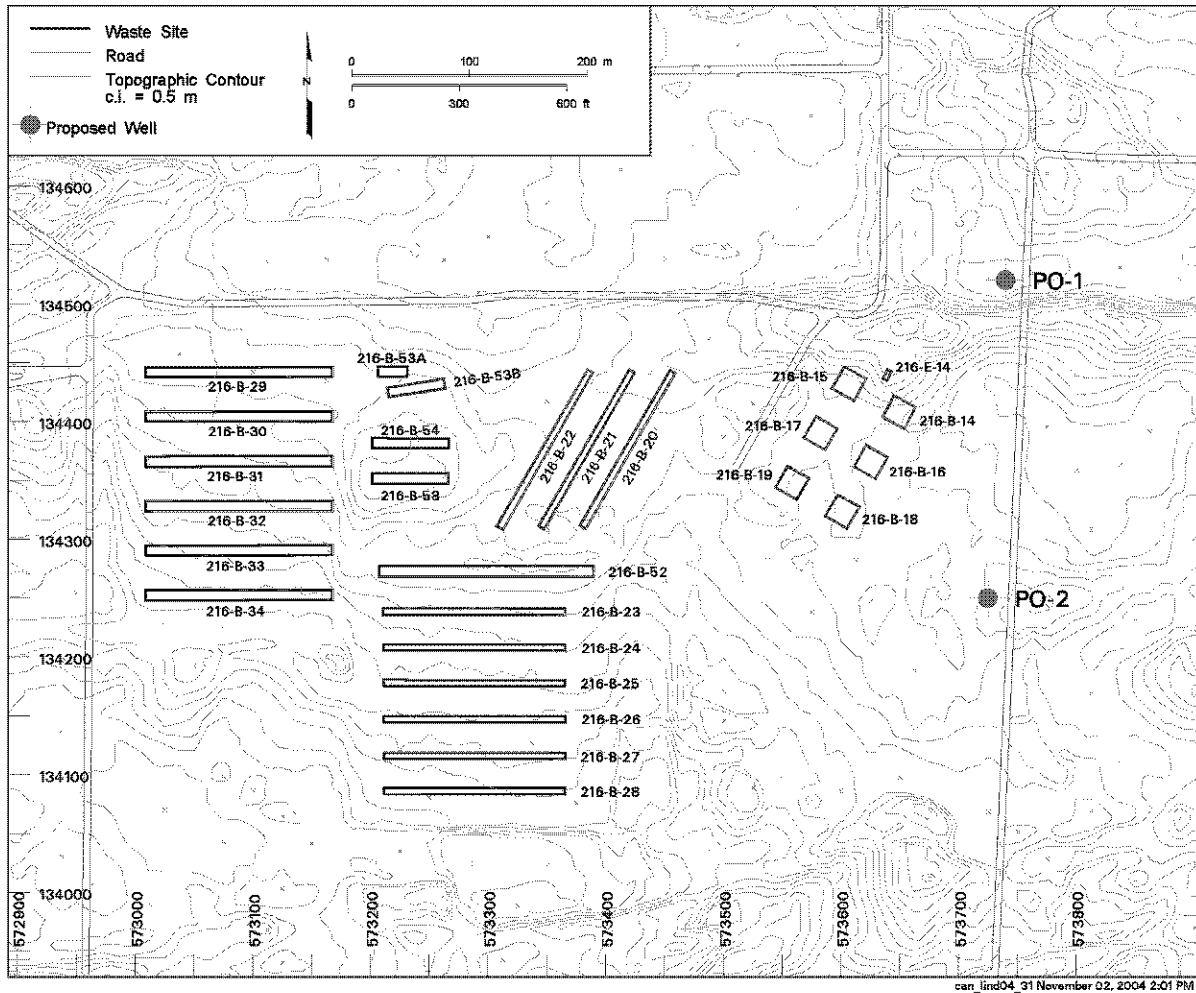 Waste Site
Road
Topographic Contour
c.i. = 0.5 m
Proposed Well
N
0 100 200 m
0 300 600 ft
134600
134500
134400
134300
134200
134100
134000
572900
573000
573100
573200
573300
573400
573500
573600
573700
573800
PO-1
PO-2
216-B-53A
216-B-53B
216-B-29
216-B-30
216-B-31
216-B-32
216-B-33
216-B-34
216-B-54
216-B-58
216-B-22
216-B-21
216-B-20
216-B-15
216-E-14
216-B-14
216-B-17
216-B-16
216-B-19
216-B-18
216-B-52
216-B-23
216-B-24
216-B-25
216-B-26
216-B-27
216-B-28
can_lind04_31 November 02, 2004 2:01 PM